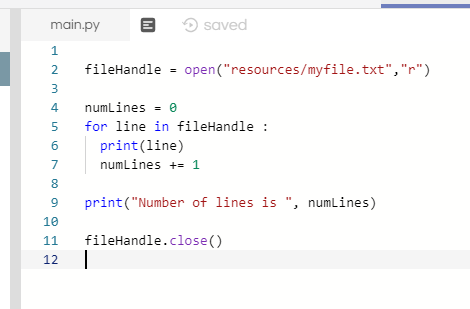 main.py saved
1
2 fileHandle = open("resources/myfile.txt","r")
3
4 numLines = 0
5 for line in fileHandle :
6 print(line)
7 numLines += 1
8
9 print("Number of lines is ", numLines)
10
11 fileHandle.close()
12